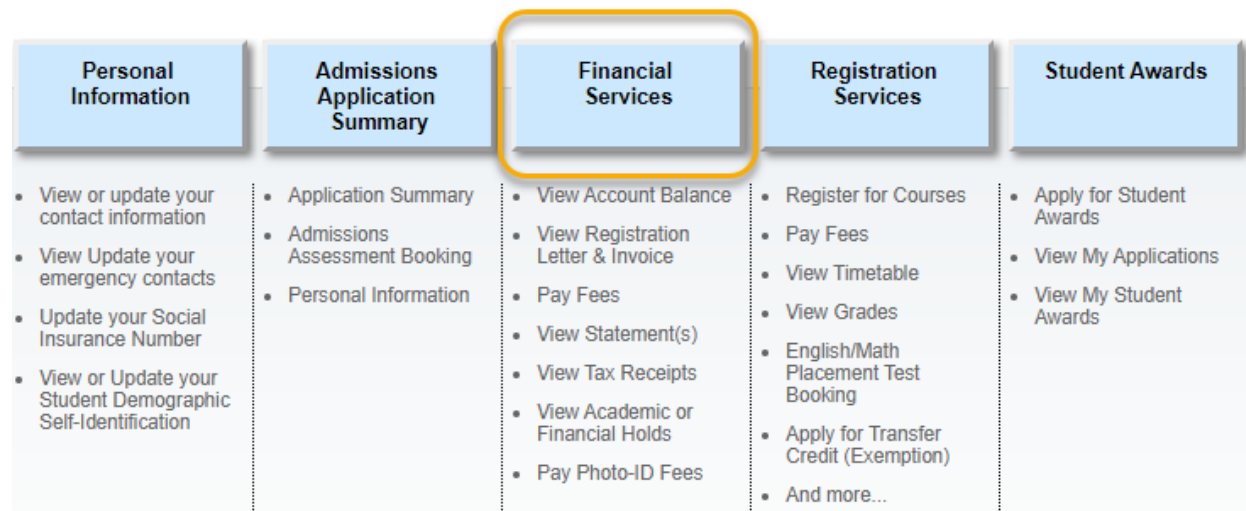 Personal
Information
Admissions
Application
Summary
Financial
Services
Registration
Services
Student Awards
• View or update your
contact information
• View Update your
emergency contacts
• Update your Social
Insurance Number
• View or Update your
Student Demographic
Self-Identification
• Application Summary
• Admissions
Assessment Booking
• Personal Information
• View Account Balance
• View Registration
Letter & Invoice
• Pay Fees
• View Statement(s)
• View Tax Receipts
• View Academic or
Financial Holds
• Pay Photo-ID Fees
• Register for Courses
• Pay Fees
• View Timetable
• View Grades
• English/Math
Placement Test
Booking
• Apply for Transfer
Credit (Exemption)
• And more...
• Apply for Student
Awards
• View My Applications
• View My Student
Awards